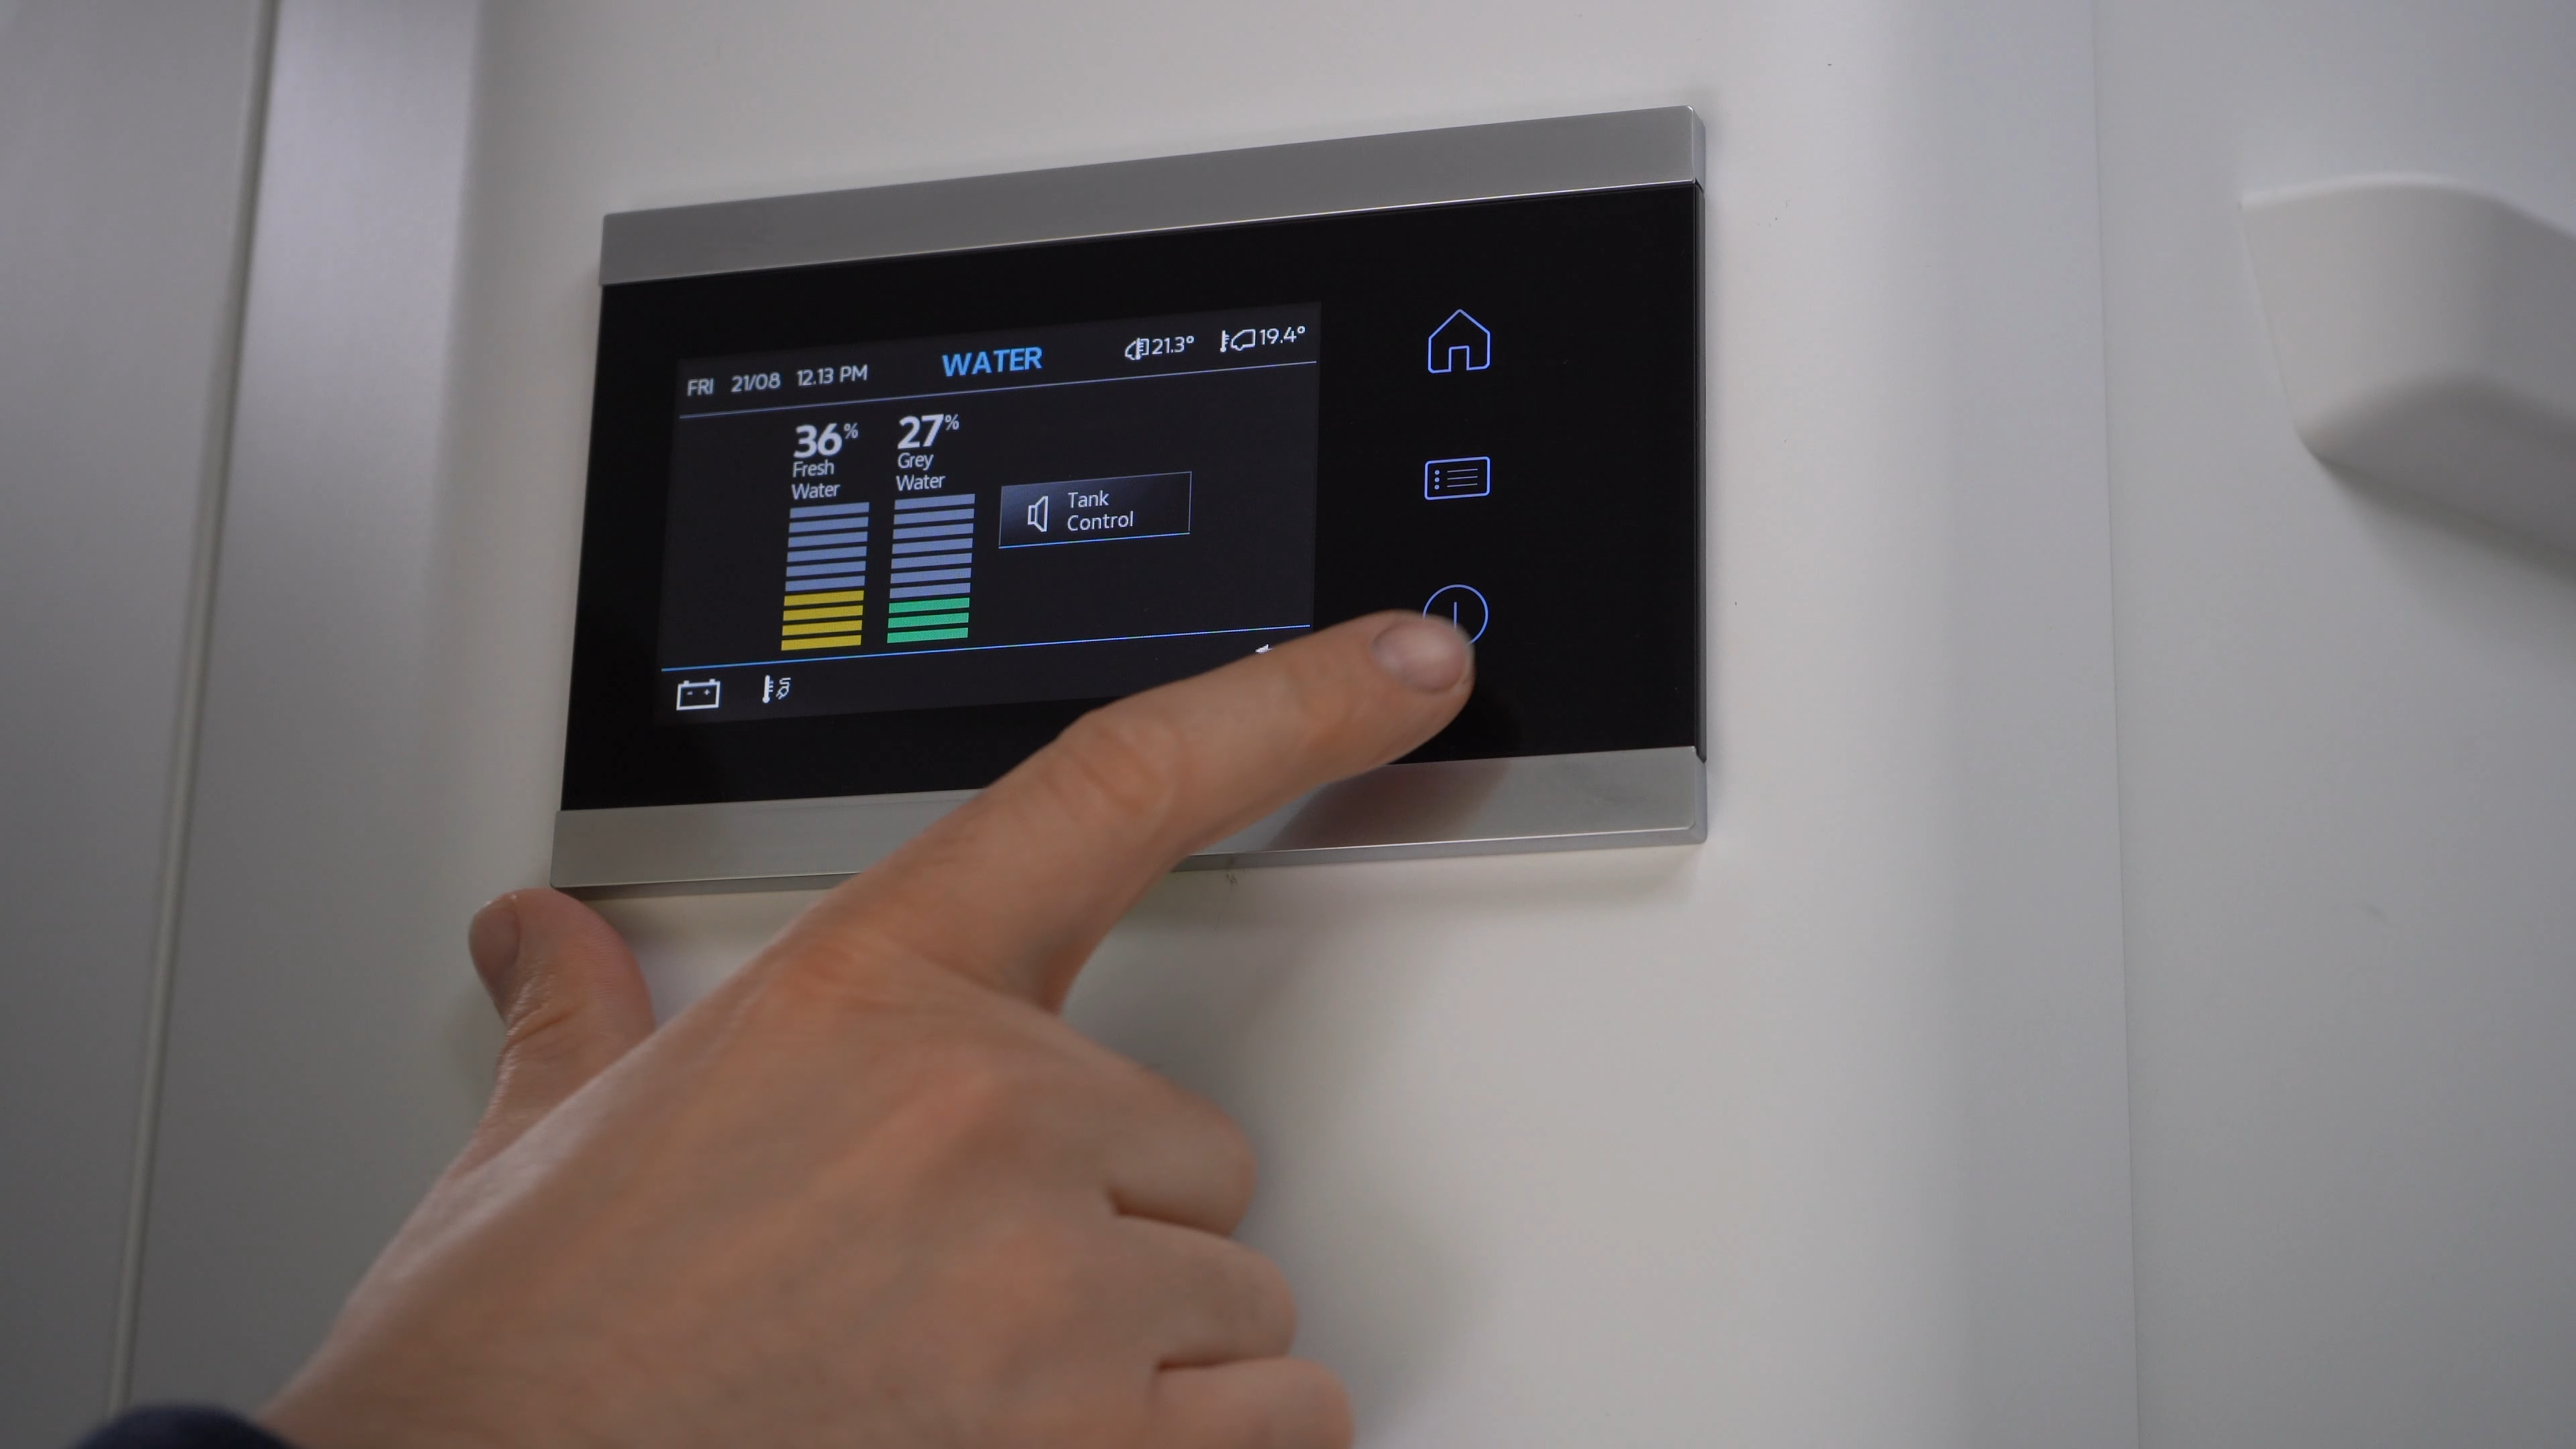 FRI 21/08 12.13 PM WATER 21.3° 19.4°
36%
Fresh
Water
27%
Grey
Water
Tank
Control